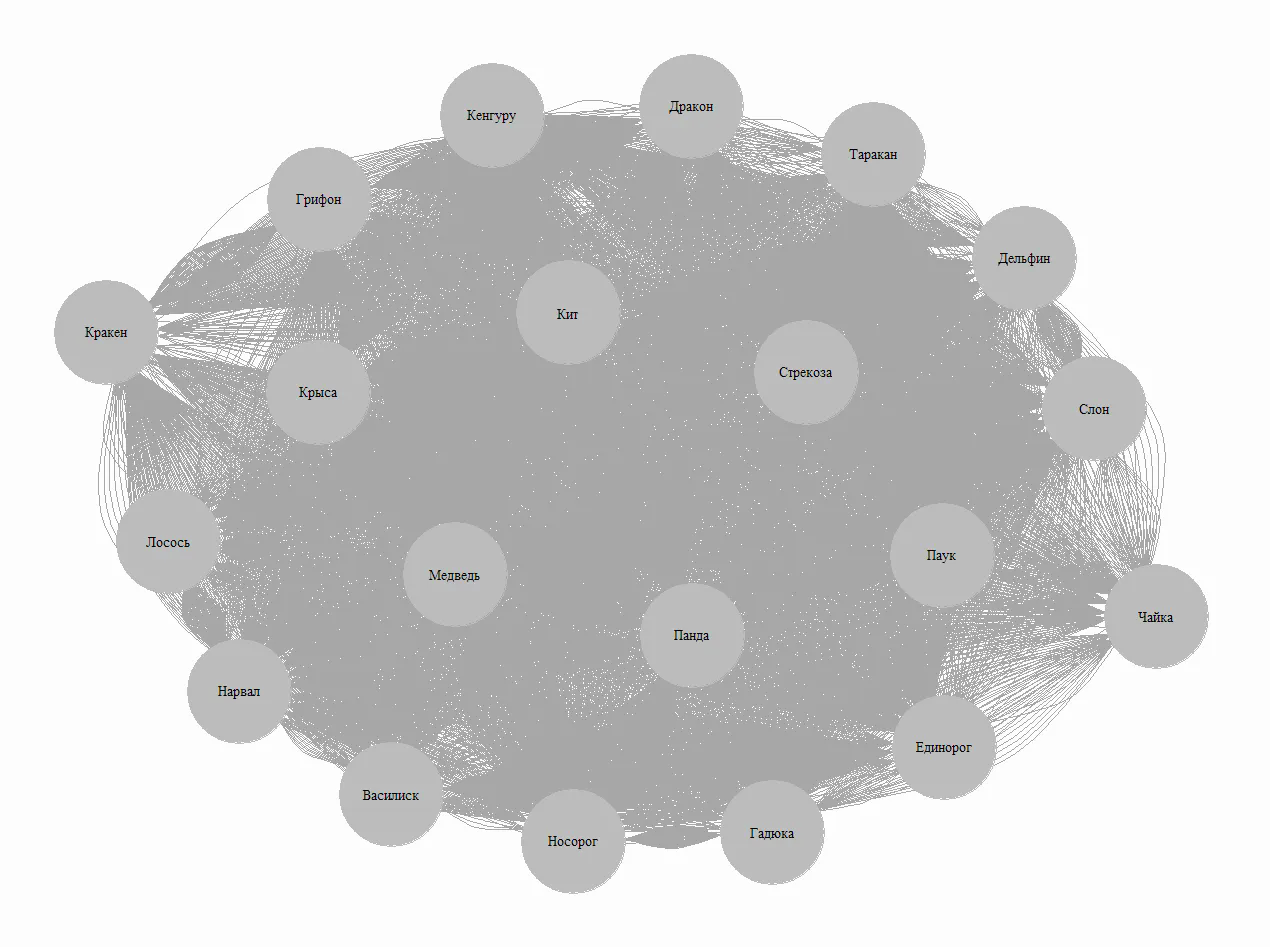 Дракон
Кенгуру
Таракан
Грифон
Дельфин
Кит
Кракен
Стрекоза
Крыса
Слон
Лосось
Паук
Медведь
Чайка
Панда
Нарвал
Единорог
Василиск
Гадюка
Носорог